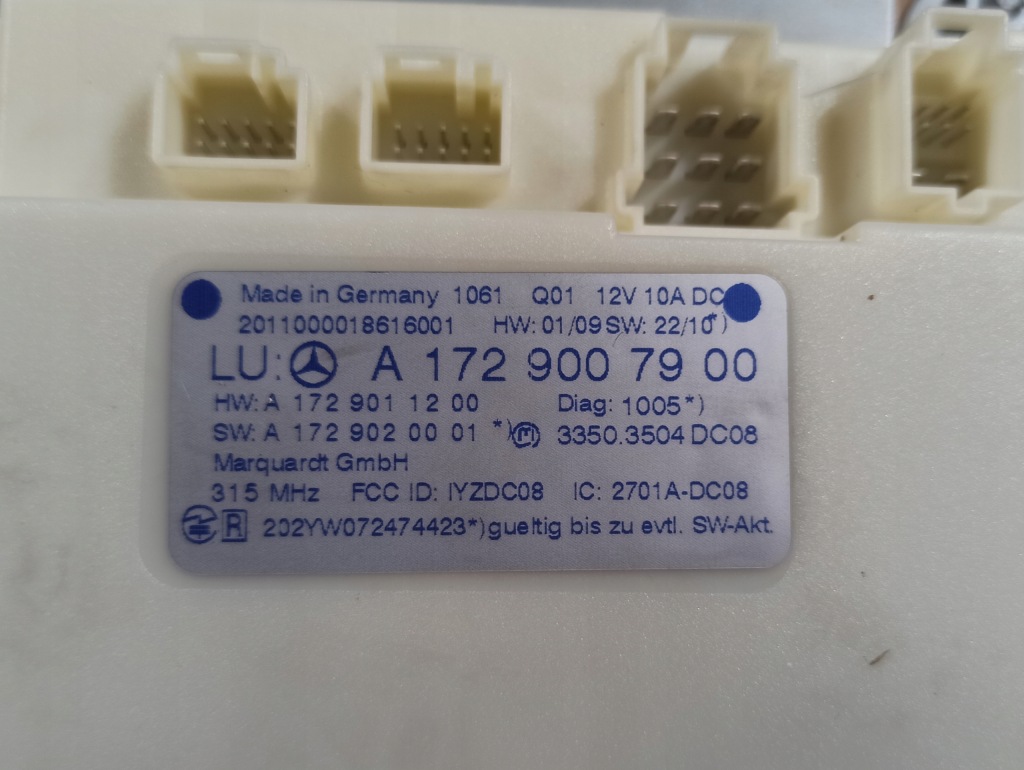 Made in Germany 1061 Q01 12V 10A DC
2011000018616001 HW: 01/09 SW: 22/10*)
LU: A 172 900 79 00
HW: A 172 901 12 00 Diag: 1005*)
SW: A 172 902 00 01 *) M 3350.3504 DC08
Marquardt GmbH
315 MHz FCC ID: IYZDC08 IC: 2701A-DC08
R 202YW072474423*)gueltig bis zu evtl. SW-Akt.